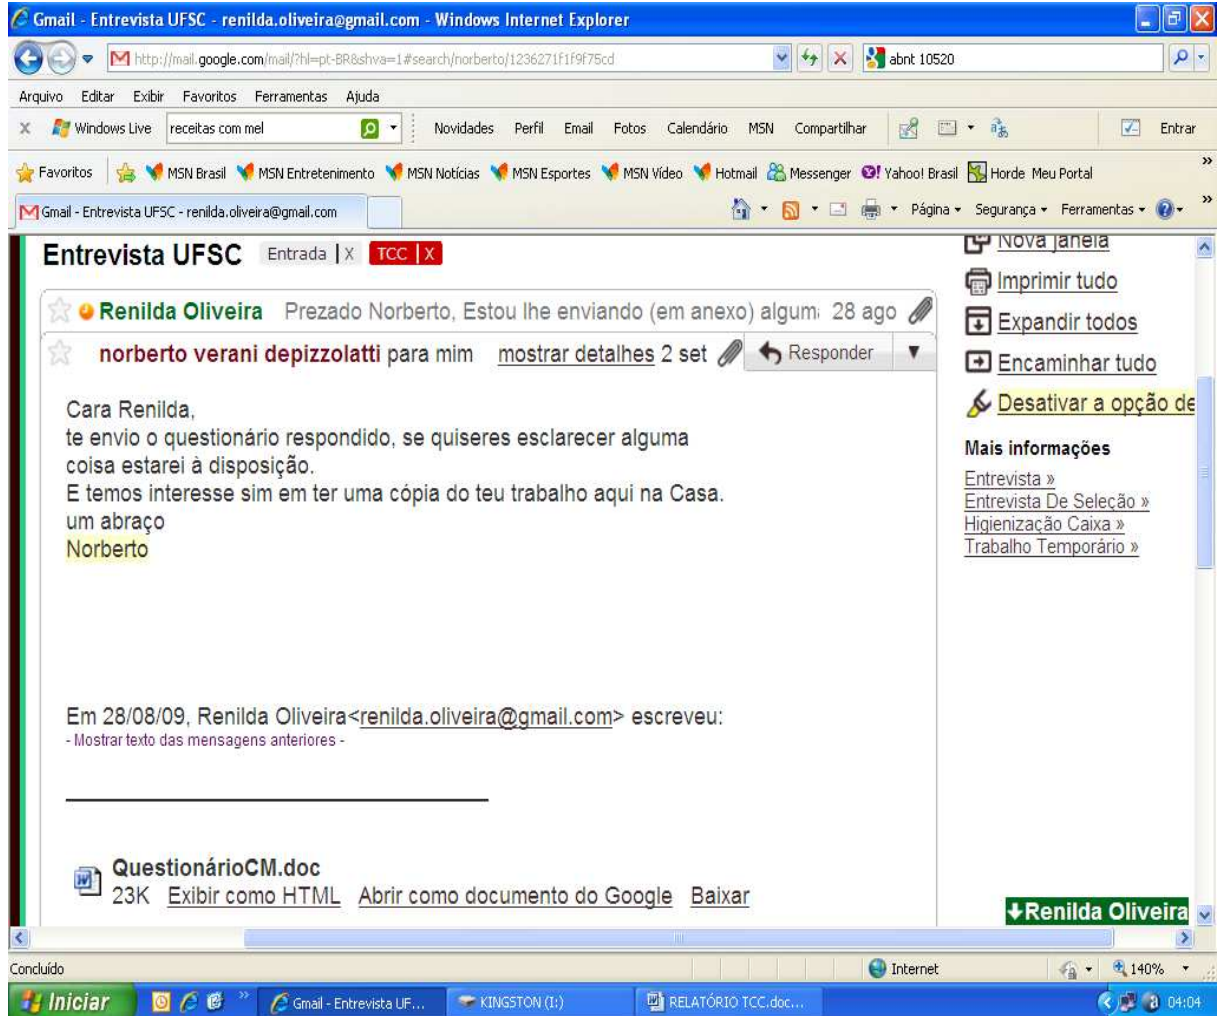 Gmail - Entrevista UFSC - renilda.oliveira@gmail.com - Windows Internet Explorer
http://mail.google.com/mail/?hl=pt-BR&shva=1#search/norberto/1236271f1f9f75cd
abnt 10520
Arquivo Editar Exibir Favoritos Ferramentas Ajuda
X Windows Live receitas com mel Novidades Perfil Email Fotos Calendário MSN Compartilhar Entrar
Favoritos MSN Brasil MSN Entretenimento MSN Notícias MSN Esportes MSN Vídeo Hotmail Messenger Yahoo! Brasil Horde Meu Portal »
Gmail - Entrevista UFSC - renilda.oliveira@gmail.com Página Segurança Ferramentas »
Entrevista UFSC Entrada | X TCC | X
Renilda Oliveira Prezado Norberto, Estou lhe enviando (em anexo) algum 28 ago
norberto verani depizzolatti para mim mostrar detalhes 2 set Responder
Cara Renilda,
te envio o questionário respondido, se quiseres esclarecer alguma
coisa estarei à disposição.
E temos interesse sim em ter uma cópia do teu trabalho aqui na Casa.
um abraço
Norberto
Em 28/08/09, Renilda Oliveira<renilda.oliveira@gmail.com> escreveu:
- Mostrar texto das mensagens anteriores -
QuestionárioCM.doc
23K Exibir como HTML Abrir como documento do Google Baixar
Nova janela
Imprimir tudo
Expandir todos
Encaminhar tudo
Desativar a opção de
Mais informações
Entrevista »
Entrevista De Seleção »
Higienização Caixa »
Trabalho Temporário »
Renilda Oliveira
Concluído Internet 140%
Iniciar » Gmail - Entrevista UF... KINGSTON (I:) RELATÓRIO TCC.doc... 04:04